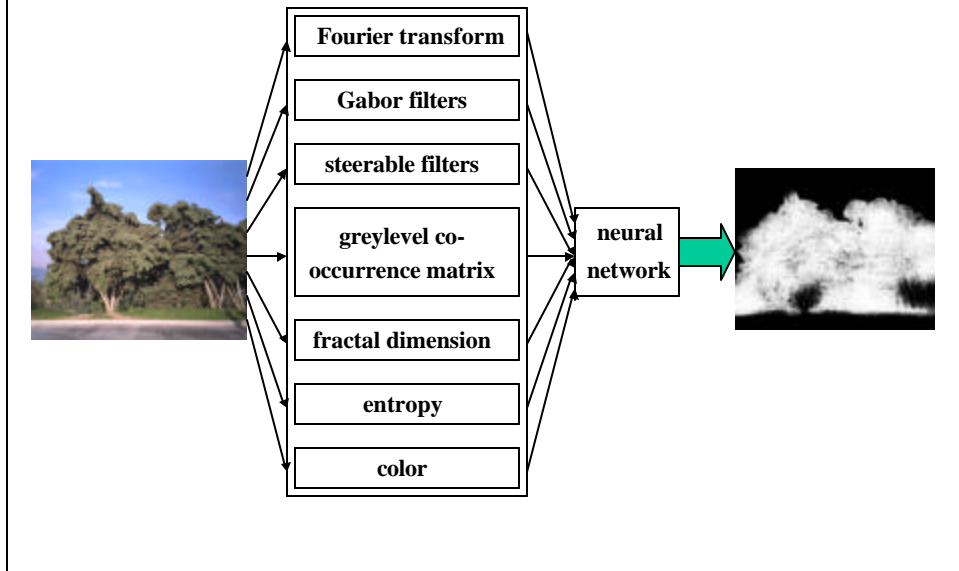 Fourier transform
Gabor filters
steerable filters
greylevel co-
occurrence matrix
neural
network
fractal dimension
entropy
color